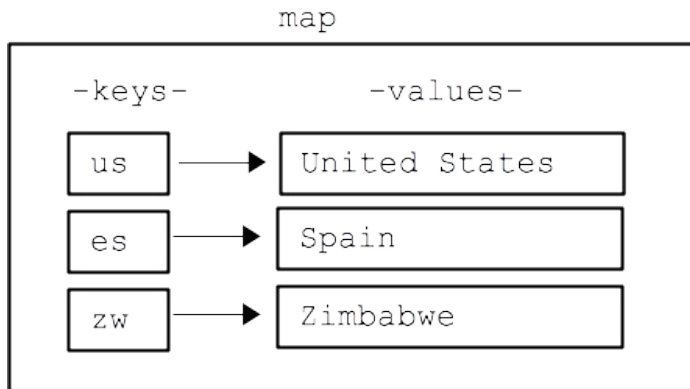 map
-keys- -values-
us United States
es Spain
zw Zimbabwe